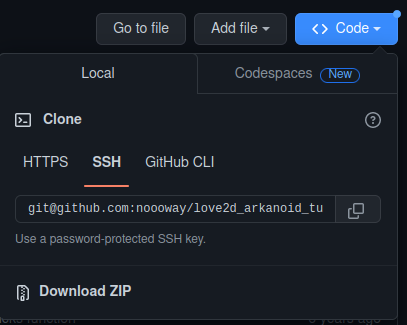 Go to file Add file Code
Local Codespaces New
Clone
HTTPS SSH GitHub CLI
git@github.com:noooway/love2d_arkanoid_tu
Use a password-protected SSH key.
Download ZIP